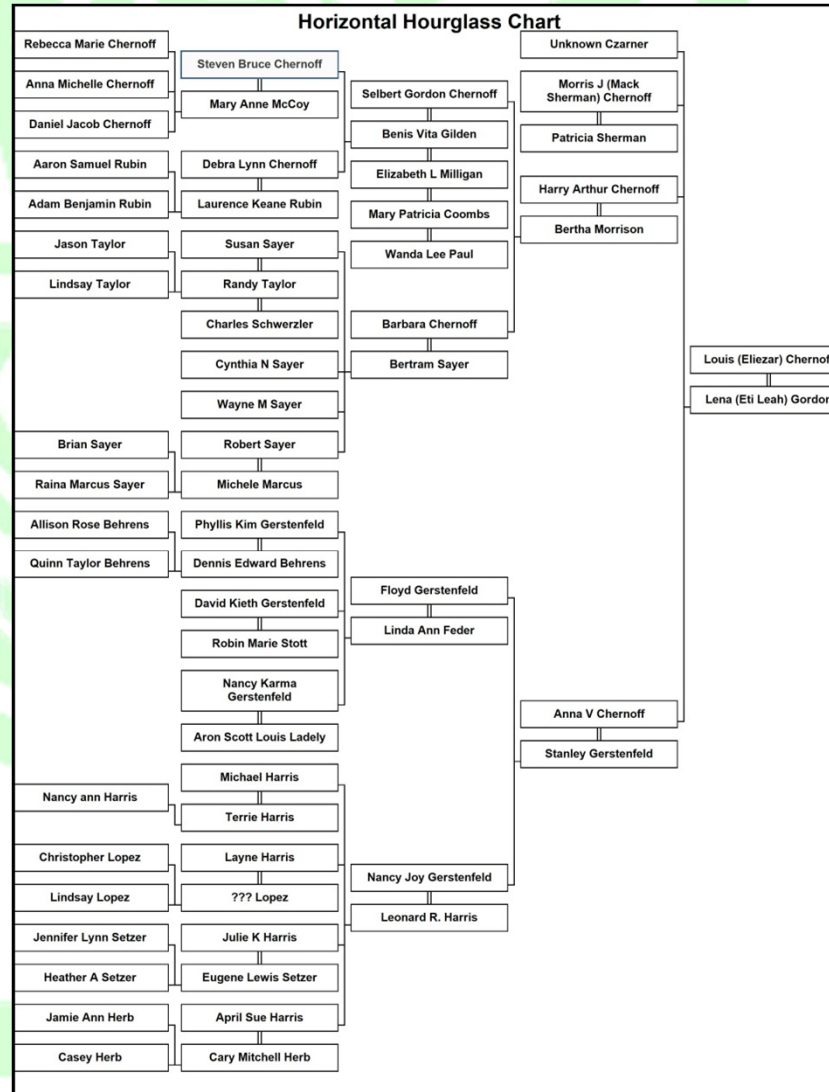 Horizontal Hourglass Chart
Rebecca Marie Chernoff
Anna Michelle Chernoff
Daniel Jacob Chernoff
Aaron Samuel Rubin
Adam Benjamin Rubin
Jason Taylor
Lindsay Taylor
Brian Sayer
Raina Marcus Sayer
Allison Rose Behrens
Quinn Taylor Behrens
Nancy ann Harris
Christopher Lopez
Lindsay Lopez
Jennifer Lynn Setzer
Heather A Setzer
Jamie Ann Herb
Casey Herb
Steven Bruce Chernoff
Mary Anne McCoy
Debra Lynn Chernoff
Laurence Keane Rubin
Susan Sayer
Randy Taylor
Charles Schwerzler
Cynthia N Sayer
Wayne M Sayer
Robert Sayer
Michele Marcus
Phyllis Kim Gerstenfeld
Dennis Edward Behrens
David Kieth Gerstenfeld
Robin Marie Stott
Nancy Karma
Gerstenfeld
Aron Scott Louis Ladely
Michael Harris
Terrie Harris
Layne Harris
??? Lopez
Julie K Harris
Eugene Lewis Setzer
April Sue Harris
Cary Mitchell Herb
Selbert Gordon Chernoff
Benis Vita Gilden
Elizabeth L Milligan
Mary Patricia Coombs
Wanda Lee Paul
Barbara Chernoff
Bertram Sayer
Floyd Gerstenfeld
Linda Ann Feder
Nancy Joy Gerstenfeld
Leonard R. Harris
Unknown Czarner
Morris J (Mack
Sherman) Chernoff
Patricia Sherman
Harry Arthur Chernoff
Bertha Morrison
Anna V Chernoff
Stanley Gerstenfeld
Louis (Eliezar) Chernof
Lena (Eti Leah) Gordon